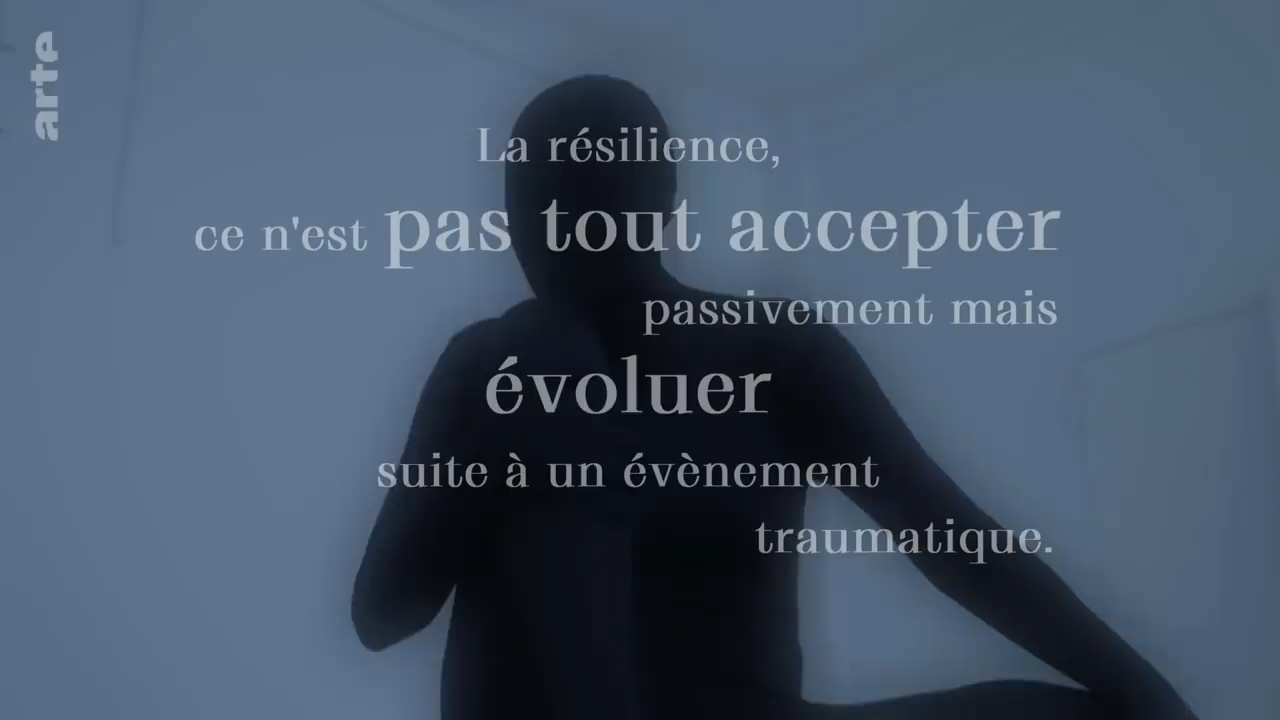 arte
La résilience,
ce n'est pas tout accepter
passivement mais
évoluer
suite à un évènement
traumatique.